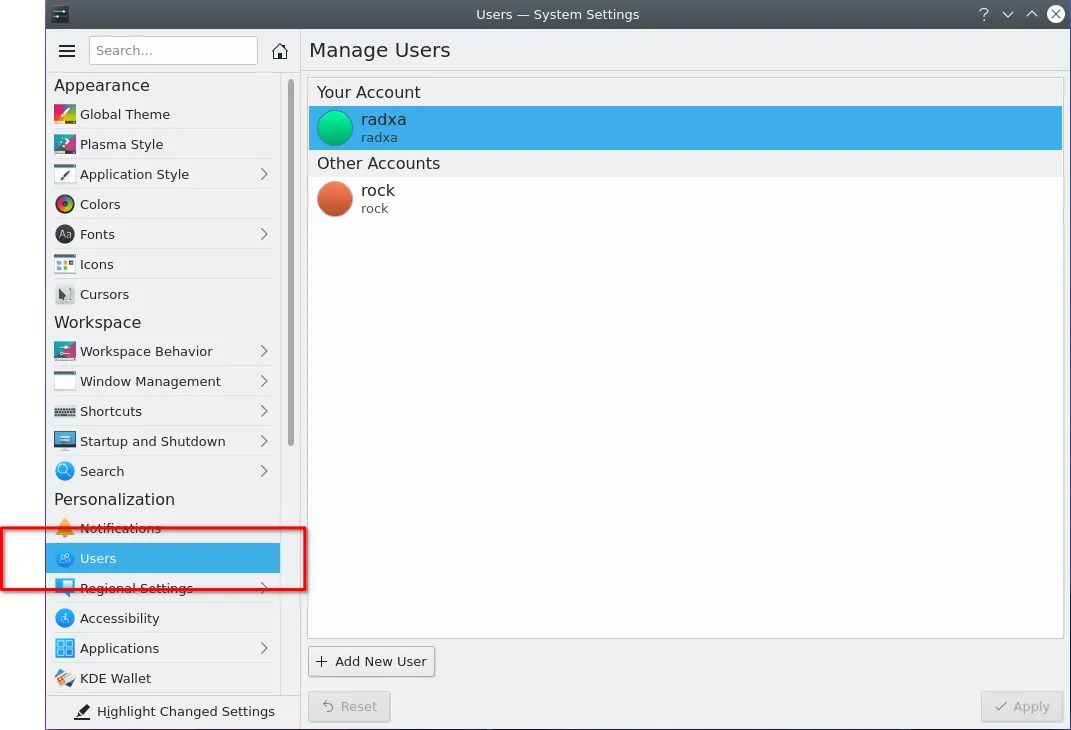 Users — System Settings
?
Search...
Manage Users
Appearance
Global Theme
Plasma Style
Application Style
Colors
Aa Fonts
Icons
Cursors
Workspace
Workspace Behavior
Window Management
Shortcuts
Startup and Shutdown
Search
Personalization
Notifications
Users
Regional Settings
Accessibility
Applications
KDE Wallet
Highlight Changed Settings
Your Account
radxa
radxa
Other Accounts
rock
rock
+ Add New User
Reset
Apply